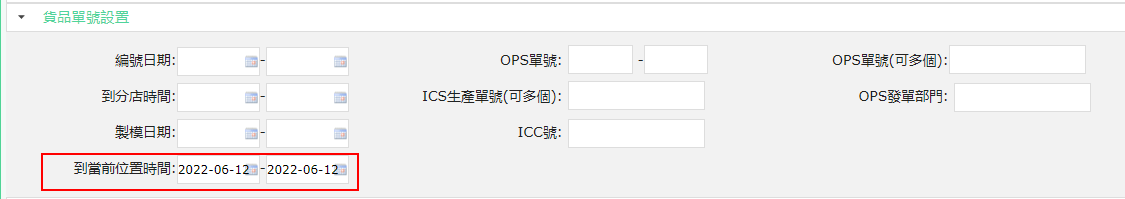 貨品單號設置
編號日期: - OPS單號: - OPS單號(可多個):
到分店時間: - ICS生產單號(可多個): OPS發單部門:
製模日期: - ICC號:
到當前位置時間: 2022-06-12 - 2022-06-12